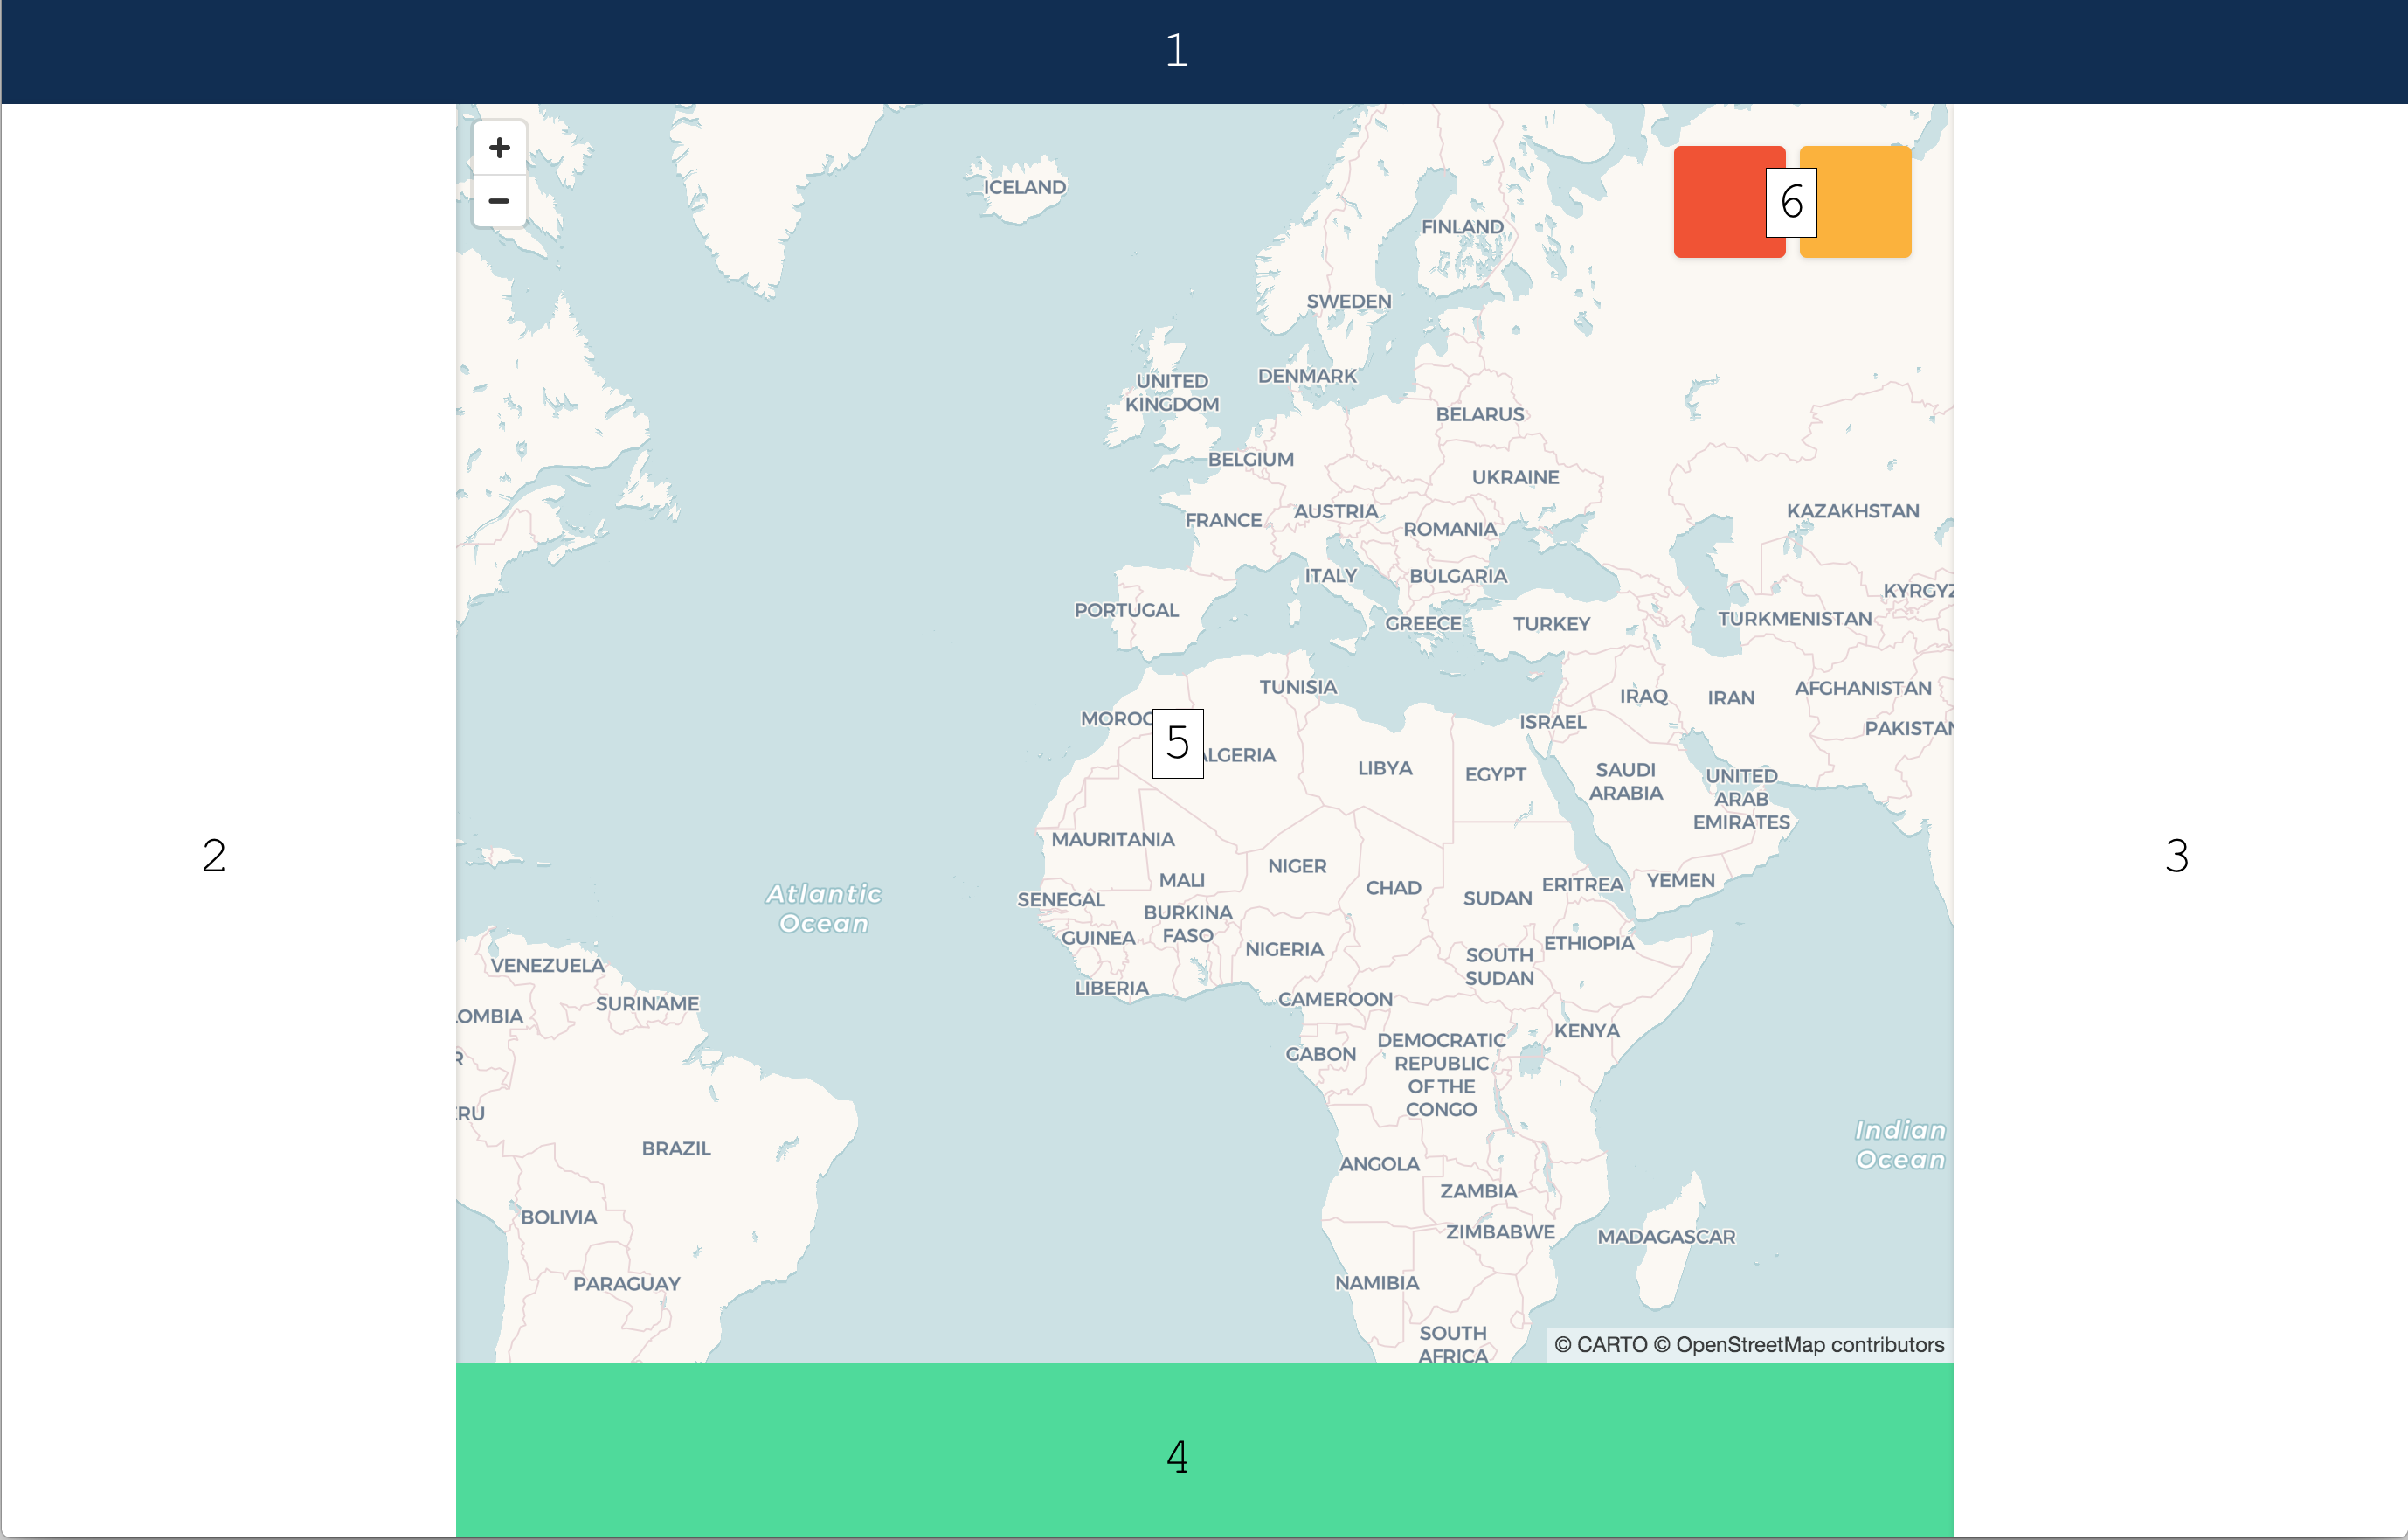 1
+
−
6
ICELAND
FINLAND
SWEDEN
DENMARK
UNITED
KINGDOM
BELARUS
BELGIUM
UKRAINE
KAZAKHSTAN
AUSTRIA
FRANCE
ROMANIA
ITALY
BULGARIA
KYRGYZ
PORTUGAL
TURKMENISTAN
GREECE
TURKEY
TUNISIA
AFGHANISTAN
IRAQ
IRAN
MOROC
ISRAEL
PAKISTAN
5
LGERIA
LIBYA
EGYPT
SAUDI
ARABIA
UNITED
ARAB
EMIRATES
MAURITANIA
2
3
NIGER
MALI
CHAD
ERITREA
YEMEN
Atlantic
Ocean
SENEGAL
SUDAN
BURKINA
FASO
GUINEA
NIGERIA
ETHIOPIA
SOUTH
SUDAN
VENEZUELA
LIBERIA
CAMEROON
SURINAME
LOMBIA
KENYA
DEMOCRATIC
REPUBLIC
OF THE
CONGO
GABON
R
ERU
Indian
Ocean
BRAZIL
ANGOLA
ZAMBIA
BOLIVIA
ZIMBABWE
MADAGASCAR
PARAGUAY
NAMIBIA
SOUTH
AFRICA
© CARTO © OpenStreetMap contributors
4